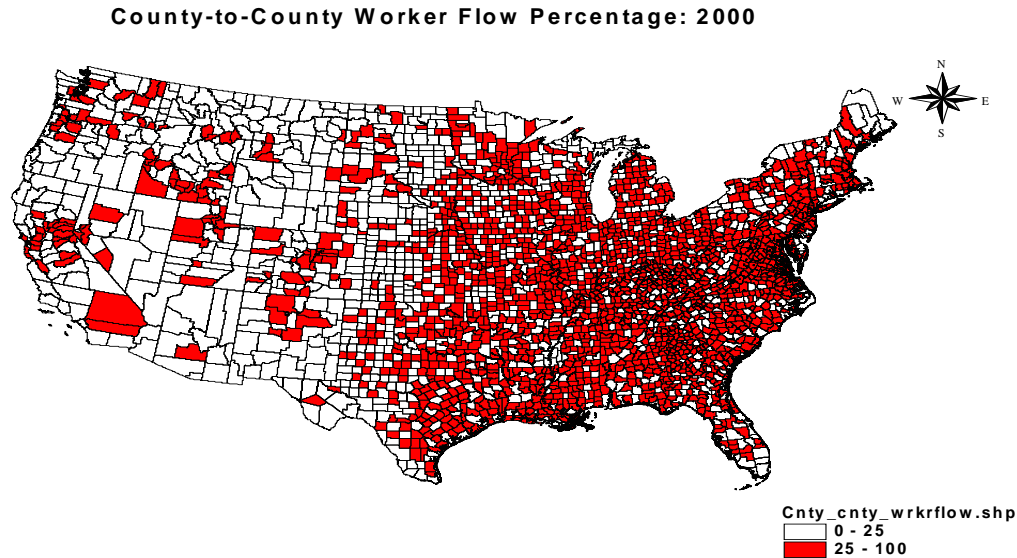 County-to-County Worker Flow Percentage: 2000
N
W E
S
Cnty_cnty_wrkrflow.shp
0 - 25
25 - 100